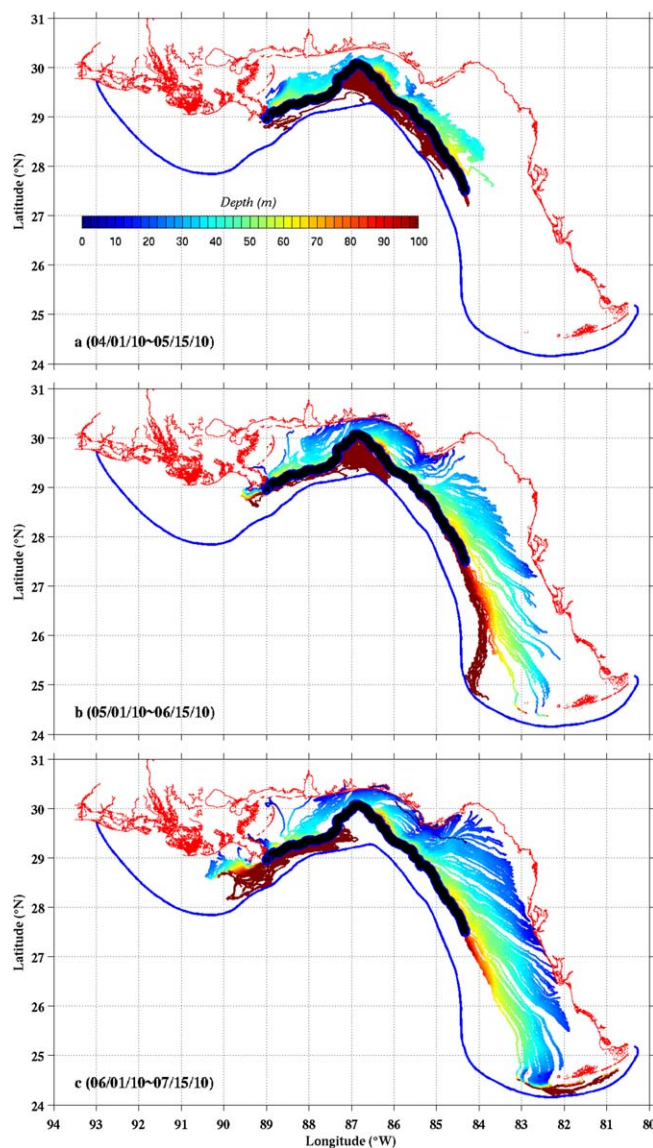 31
30
29
28
27
26
25
24
Latitude (°N)
Depth (m)
0 10 20 30 40 50 60 70 80 90 100
a (04/01/10~05/15/10)
31
30
29
28
27
26
25
24
Latitude (°N)
b (05/01/10~06/15/10)
31
30
29
28
27
26
25
24
Latitude (°N)
c (06/01/10~07/15/10)
94 93 92 91 90 89 88 87 86 85 84 83 82 81 80
Longitude (°W)